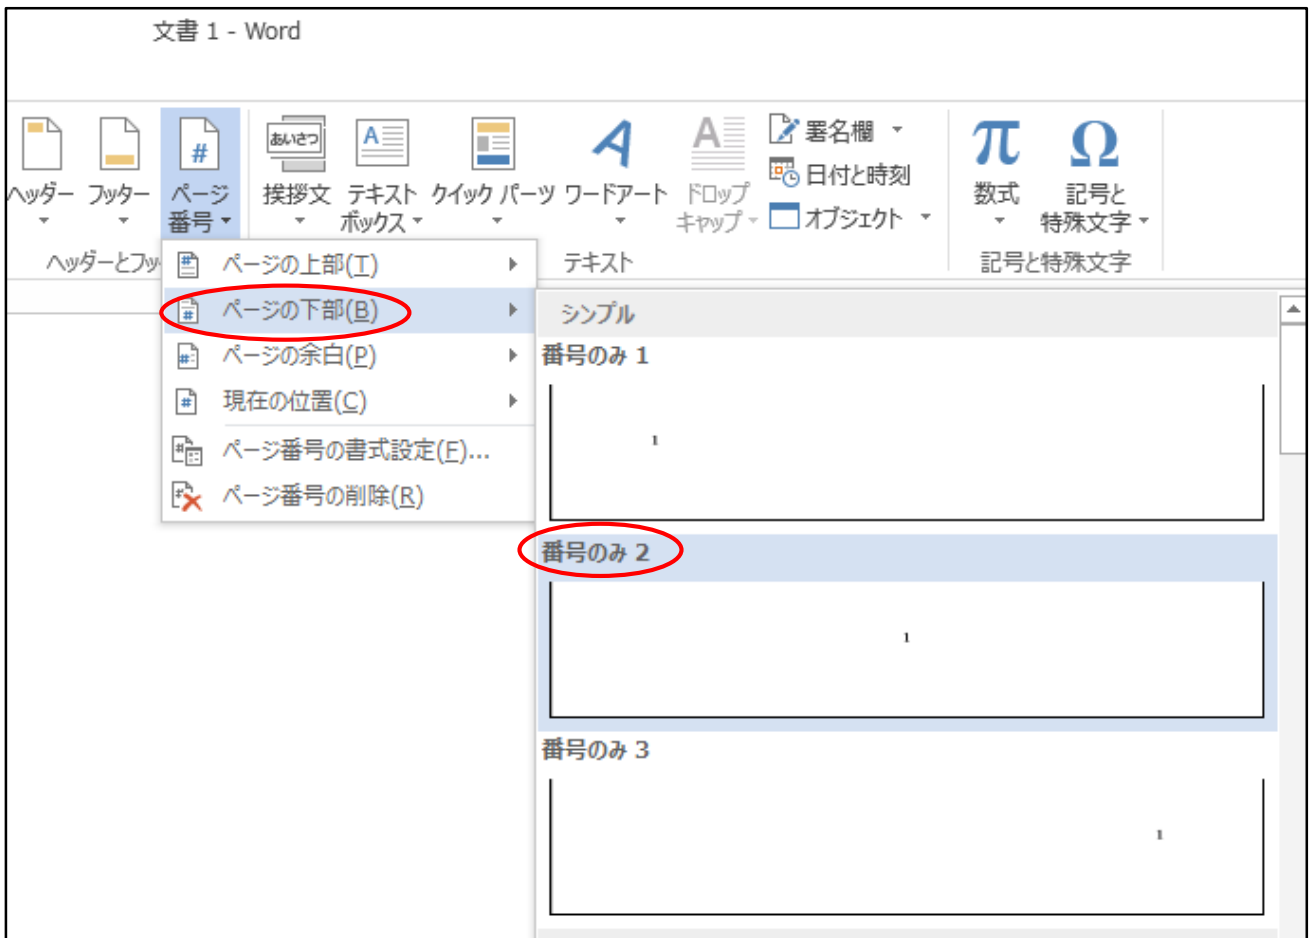 文書 1 - Word
ヘッダー フッター ページ番号
あいさつ
挨拶文 テキストボックス クイック パーツ ワードアート ドロップキャップ
署名欄
日付と時刻
オブジェクト
数式 記号と特殊文字
ヘッダーとフッ テキスト 記号と特殊文字
ページの上部(T)
ページの下部(B)
ページの余白(P)
現在の位置(C)
ページ番号の書式設定(F)...
ページ番号の削除(R)
シンプル
番号のみ 1
1
番号のみ 2
1
番号のみ 3
1